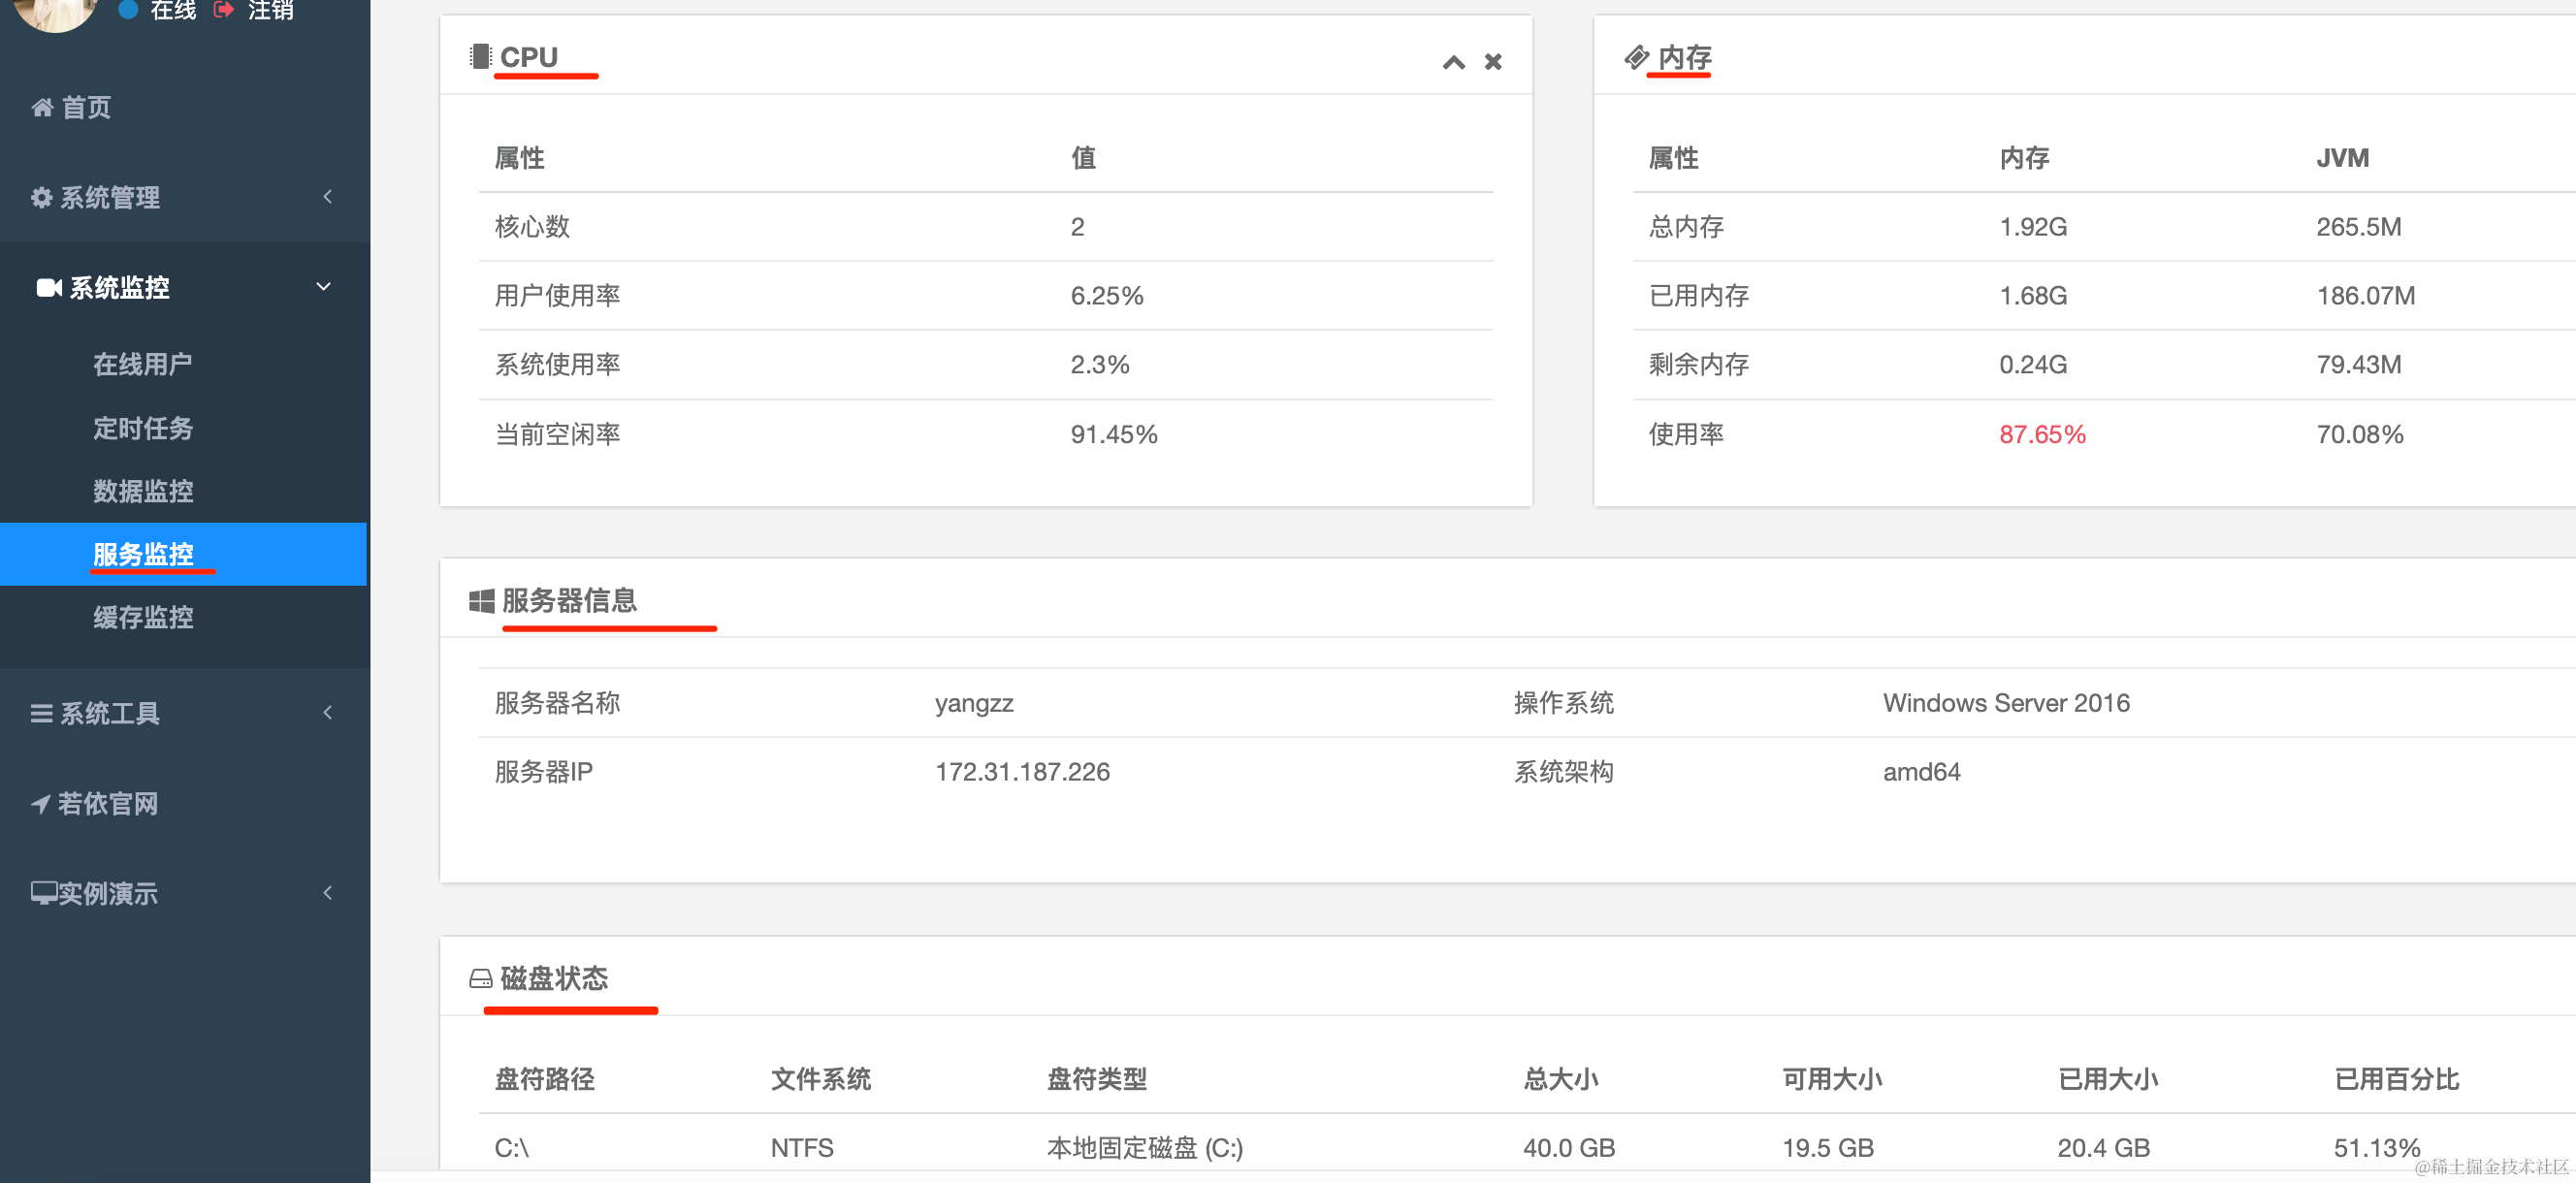 在线 注销
首页
系统管理
系统监控
在线用户
定时任务
数据监控
服务监控
缓存监控
系统工具
若依官网
实例演示
CPU
属性 值
核心数 2
用户使用率 6.25%
系统使用率 2.3%
当前空闲率 91.45%
内存
属性 内存 JVM
总内存 1.92G 265.5M
已用内存 1.68G 186.07M
剩余内存 0.24G 79.43M
使用率 87.65% 70.08%
服务器信息
服务器名称 yangzz 操作系统 Windows Server 2016
服务器IP 172.31.187.226 系统架构 amd64
磁盘状态
盘符路径 文件系统 盘符类型 总大小 可用大小 已用大小 已用百分比
C:\ NTFS 本地固定磁盘 (C:) 40.0 GB 19.5 GB 20.4 GB 51.13%
@稀土掘金技术社区